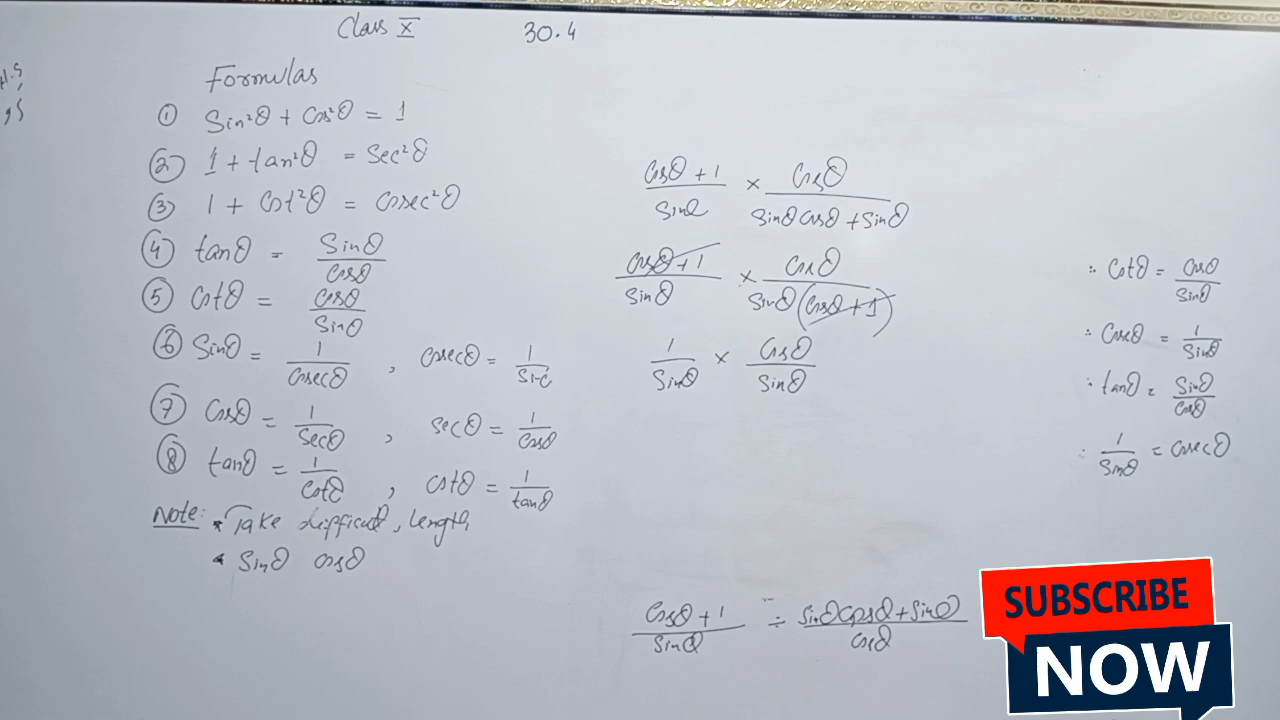 Class X 30.4
Formulas
① Sin²θ + Cos²θ = 1
② 1 + tan²θ = Sec²θ
③ 1 + Cot²θ = Cosec²θ
④ tanθ = Sinθ/Cosθ
⑤ Cotθ = Cosθ/Sinθ
⑥ Sinθ = 1/Cosecθ , Cosecθ = 1/Sinθ
⑦ Cosθ = 1/Secθ , secθ = 1/Cosθ
⑧ tanθ = 1/Cotθ , Cotθ = 1/tanθ
Note: * Take difficult, length
* Sinθ Cosθ
(Cosθ + 1)/Sinθ × Cosθ/(Sinθ Cosθ + Sinθ)
(Cosθ + 1)/Sinθ × Cosθ/(Sinθ (Cosθ + 1))
1/Sinθ × Cosθ/Sinθ
(Cosθ + 1)/Sinθ ÷ (Sinθ Cosθ + Sinθ)/Cosθ
∵ Cotθ = Cosθ/Sinθ
∵ = 1/Sinθ
∵ tanθ = Sinθ/Cosθ
∵ 1/Sinθ = Cosecθ
SUBSCRIBE
NOW